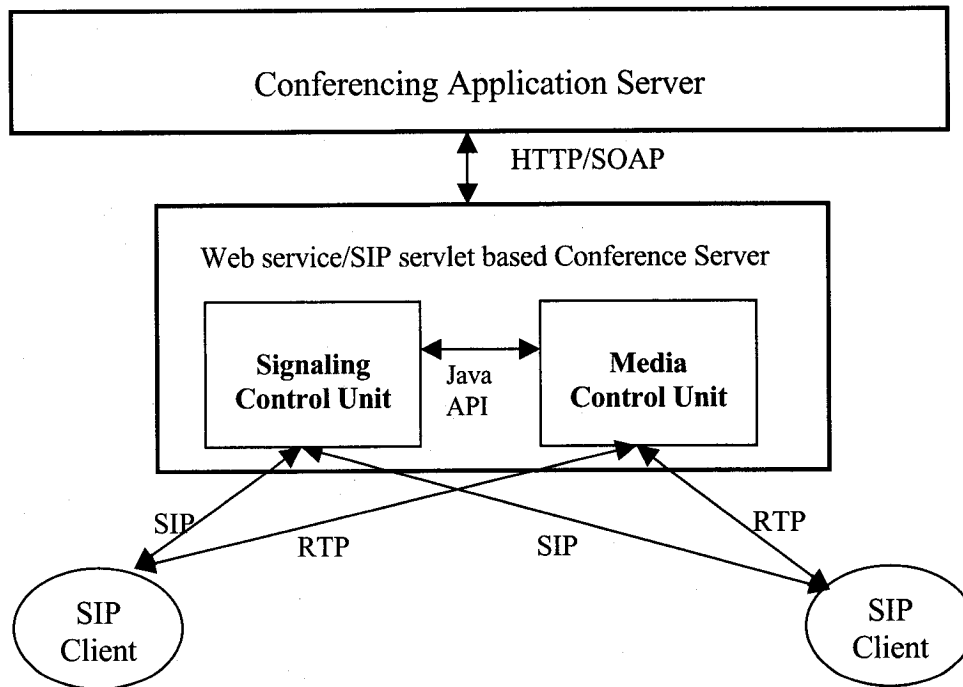 Conferencing Application Server
HTTP/SOAP
Web service/SIP servlet based Conference Server
Signaling
Control Unit
Java
API
Media
Control Unit
SIP
RTP
SIP
RTP
SIP
Client
SIP
Client